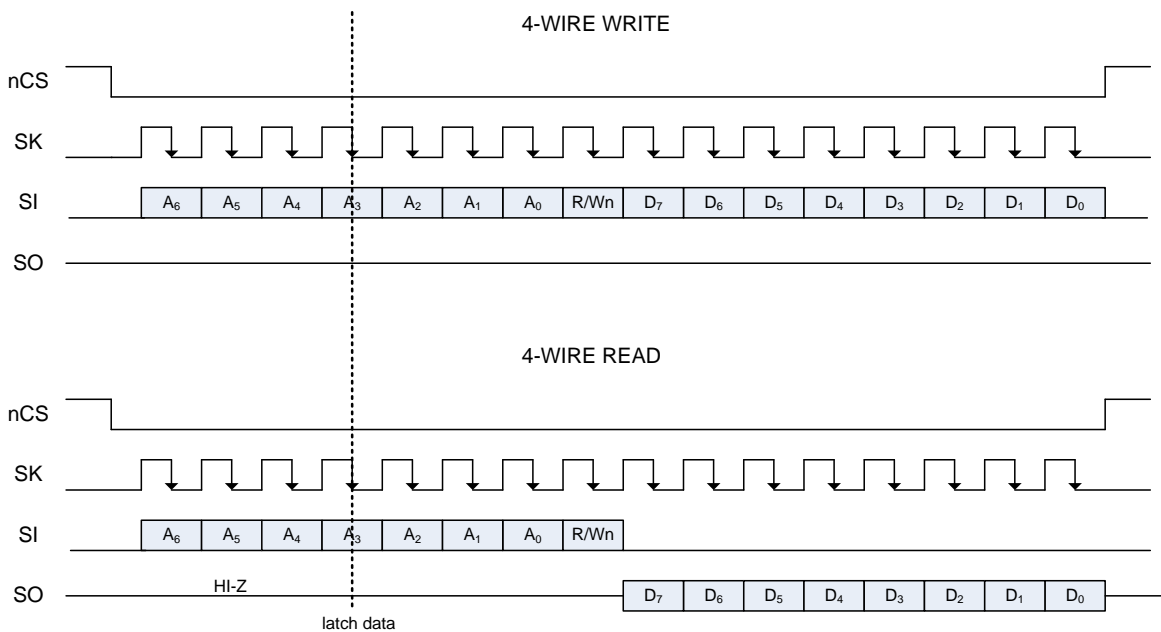 4-WIRE WRITE
nCS
SK
SI A₆ A₅ A₄ A₃ A₂ A₁ A₀ R/Wn D₇ D₆ D₅ D₄ D₃ D₂ D₁ D₀
SO
4-WIRE READ
nCS
SK
SI A₆ A₅ A₄ A₃ A₂ A₁ A₀ R/Wn
SO HI-Z D₇ D₆ D₅ D₄ D₃ D₂ D₁ D₀
latch data